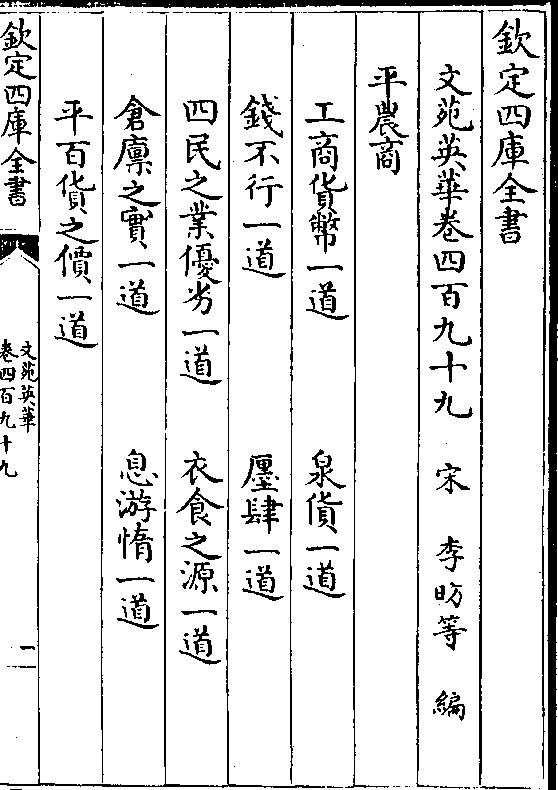 欽定四庫全書
文苑英華卷四百九十九 宋 李昉等 編
平農商
工商貨幣一道 泉貨一道
錢不行一道 廛肆一道
四民之業優劣一道 衣食之源一道
倉廩之實一道 息游惰一道
平百貨之價一道
欽定四庫全書
文苑英華
卷四百九十九
一